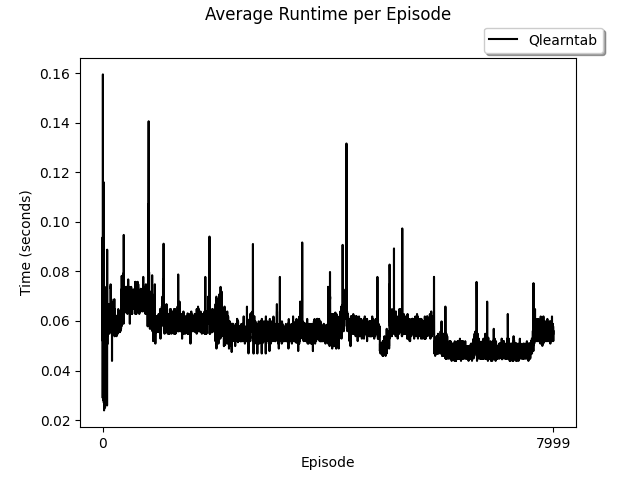 Average Runtime per Episode
Qlearntab
0.16
0.14
0.12
0.10
0.08
0.06
0.04
0.02
Time (seconds)
0
7999
Episode